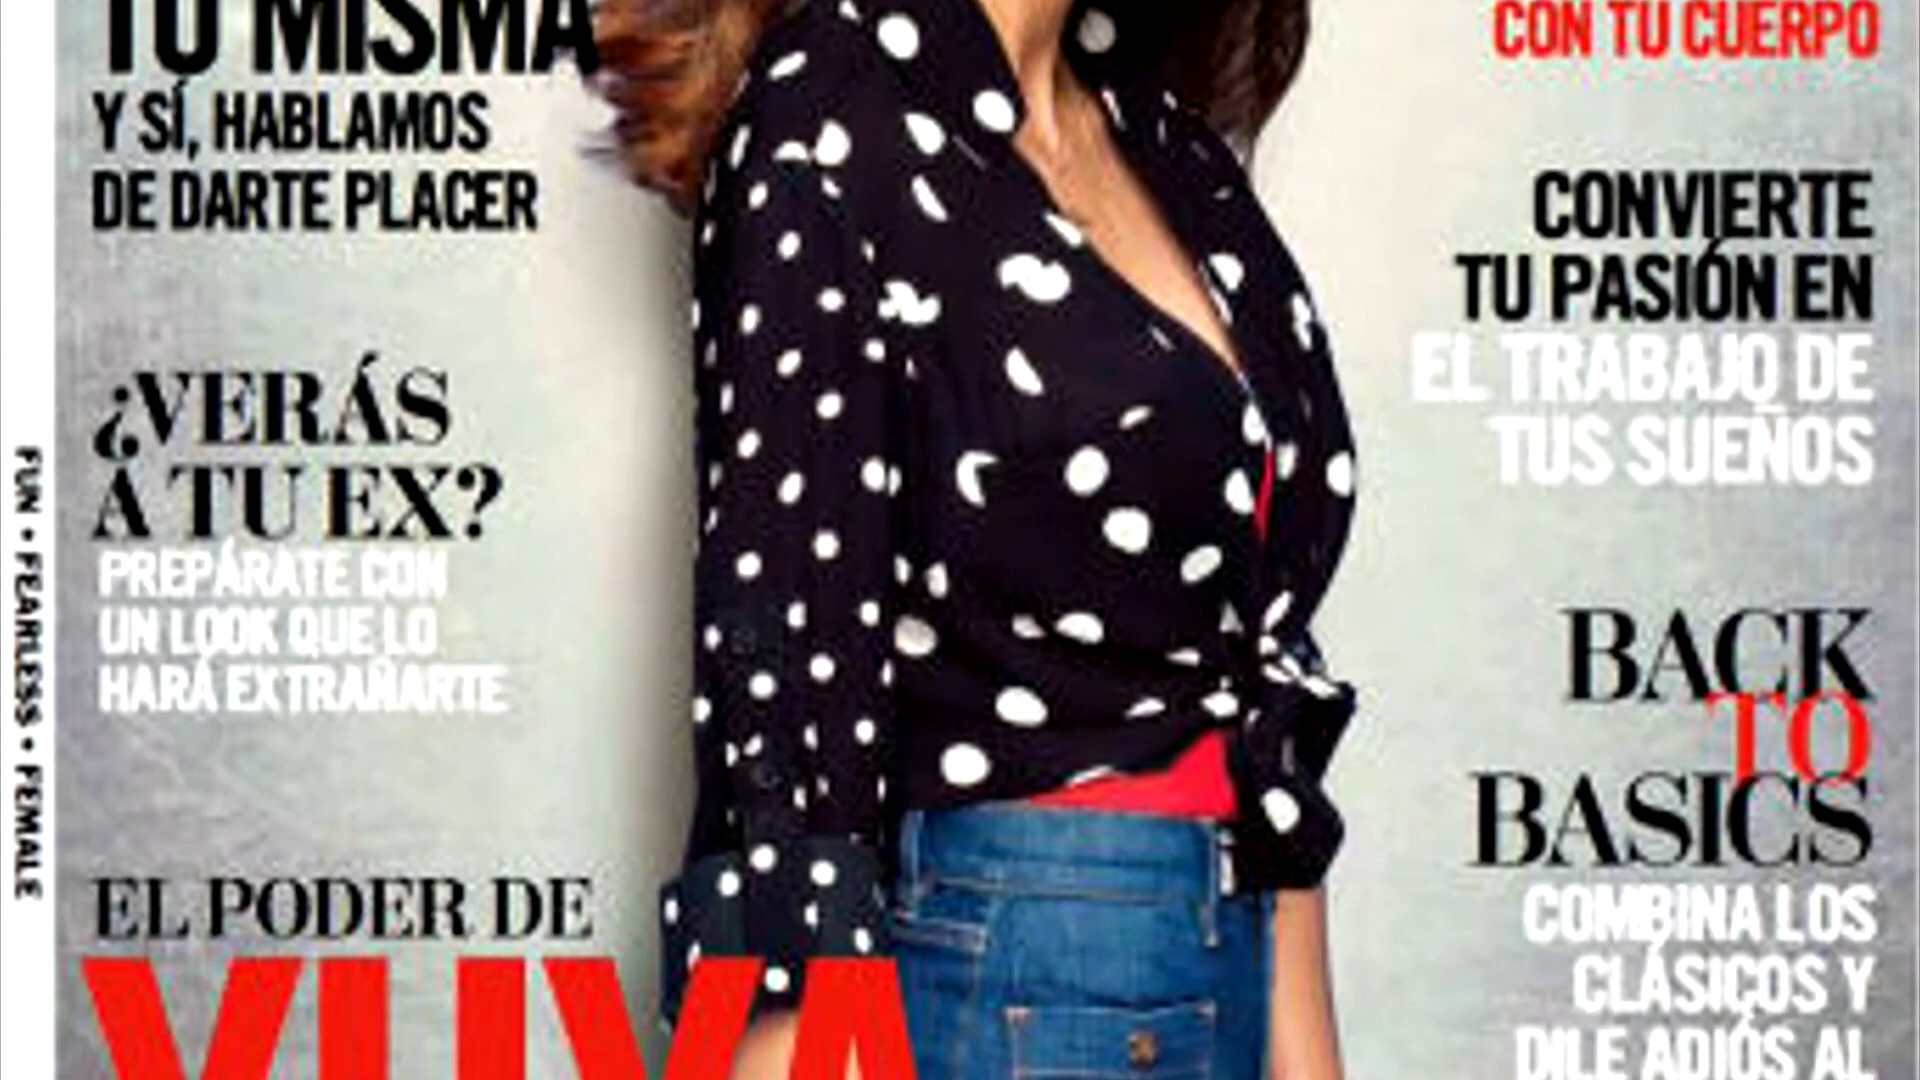 TÚ MISMA
Y SÍ, HABLAMOS
DE DARTE PLACER
¿VERÁS
A TU EX?
PREPÁRATE CON
UN LOOK QUE LO
HARÁ EXTRAÑARTE
EL PODER DE
YUYA
FUN • FEARLESS • FEMALE
CON TU CUERPO
CONVIERTE
TU PASIÓN EN
EL TRABAJO DE
TUS SUEÑOS
BACK
TO
BASICS
COMBINA LOS
CLÁSICOS Y
DILE ADIÓS AL